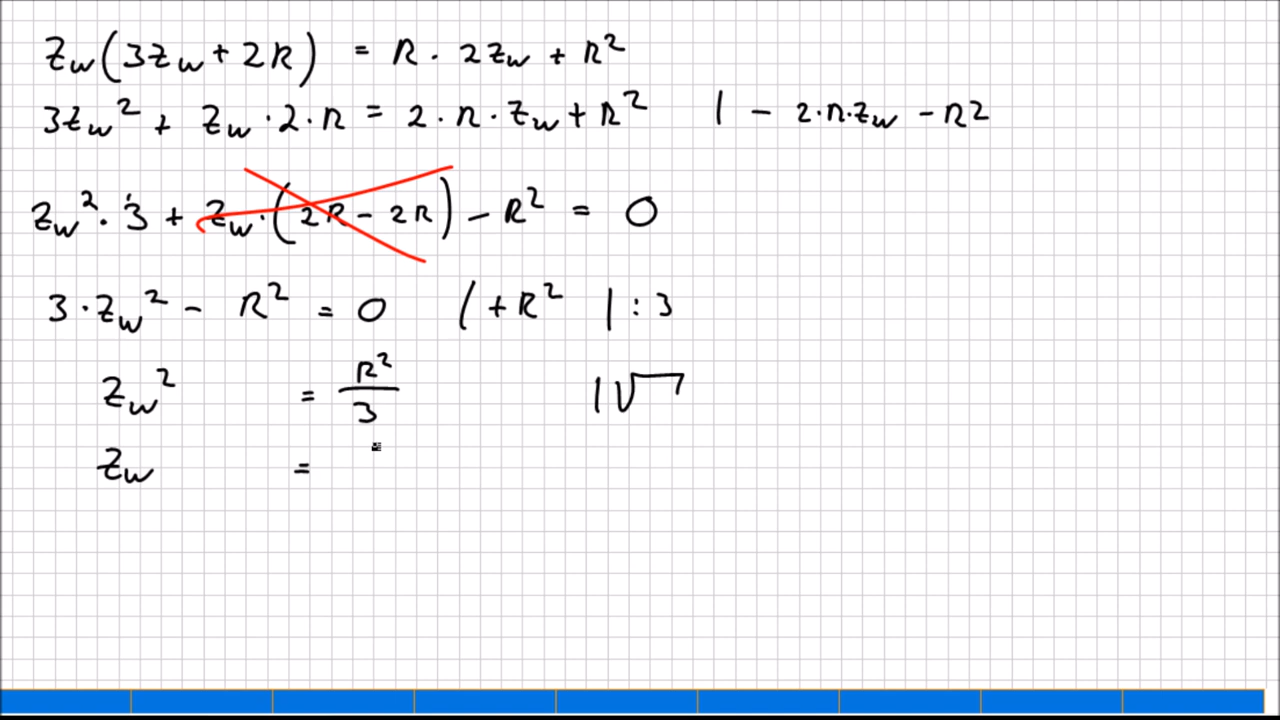 Z_W(3Z_W + 2R) = R · 2Z_W + R²
3Z_W² + Z_W · 2 · R = 2 · R · Z_W + R² | - 2·R·Z_W - R2
Z_W² · 3 + Z_W · (2R - 2R) - R² = 0
3 · Z_W² - R² = 0 | +R² | : 3
Z_W² = R²/3 | √
Z_W =